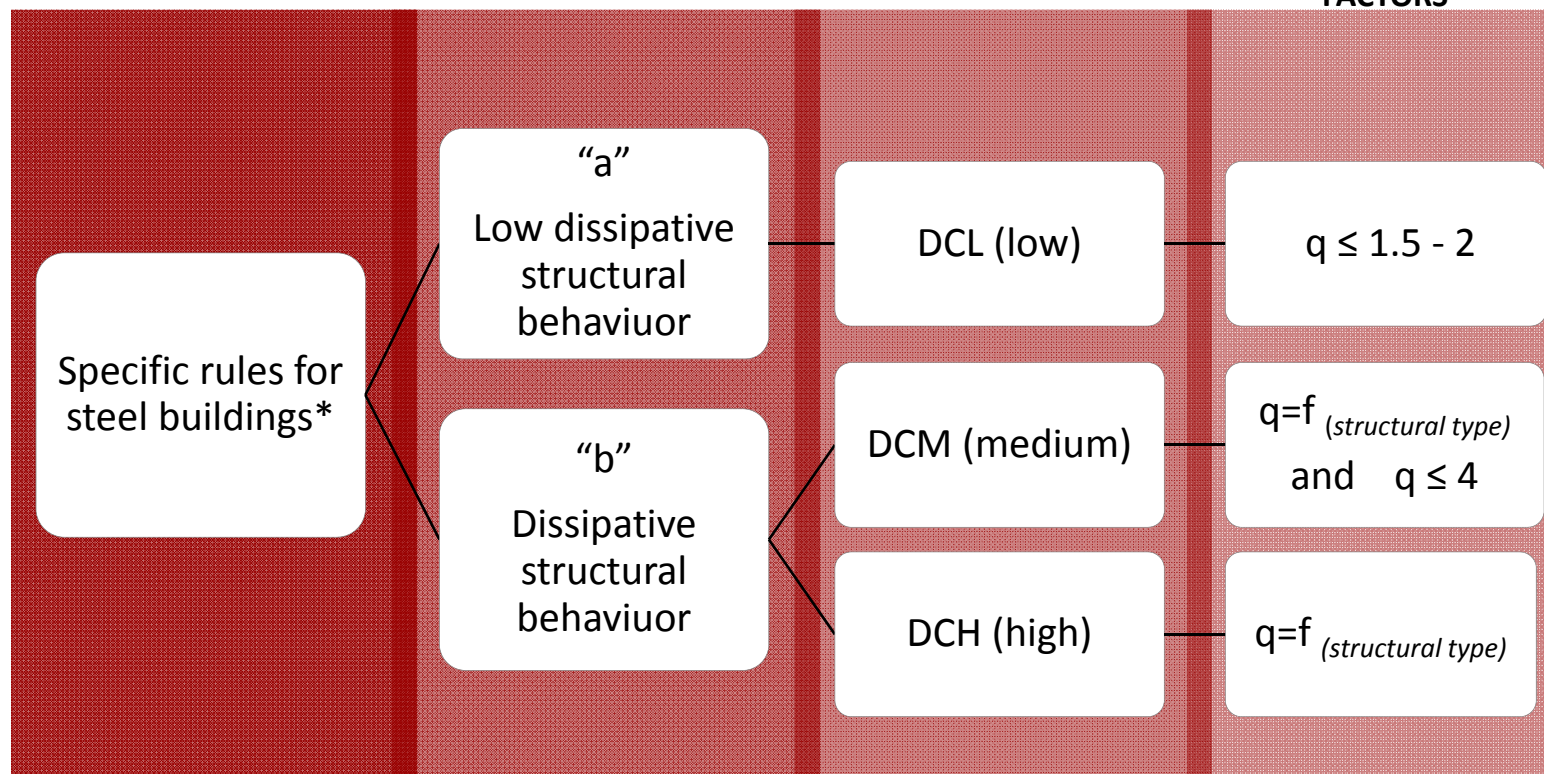 FACTORS
Specific rules for
steel buildings*
“a”
Low dissipative
structural
behaviuor
“b”
Dissipative
structural
behaviuor
DCL (low)
DCM (medium)
DCH (high)
q ≤ 1.5 - 2
q=f (structural type)
and q ≤ 4
q=f (structural type)